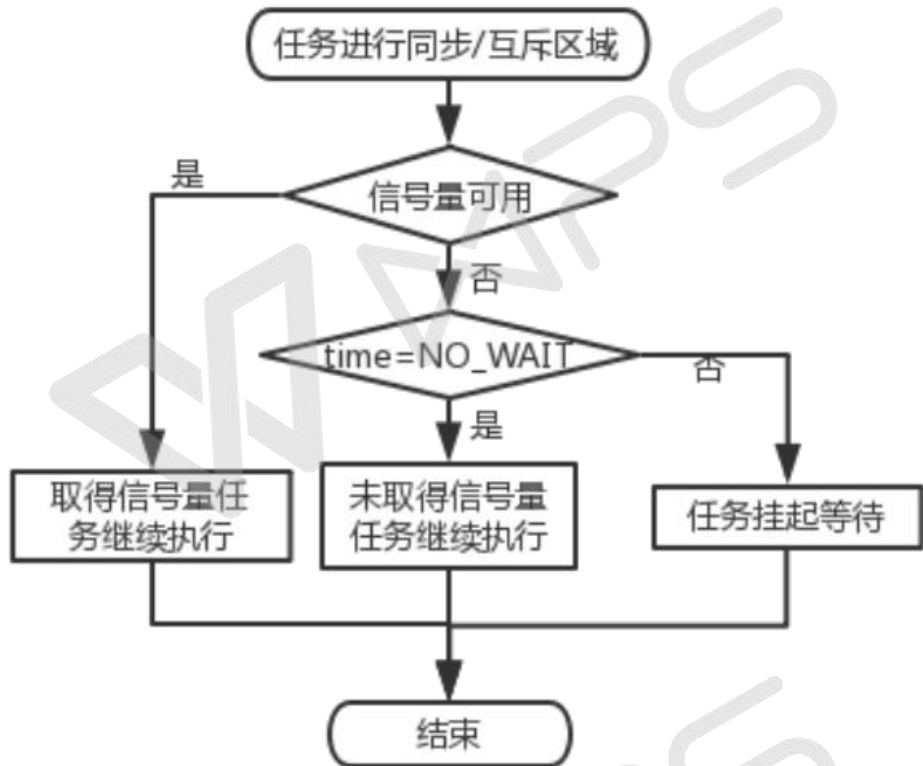 任务进行同步/互斥区域
是
信号量可用
否
time=NO_WAIT
否
是
取得信号量任
务继续执行
未取得信号量
任务继续执行
任务挂起等待
结束
WPS